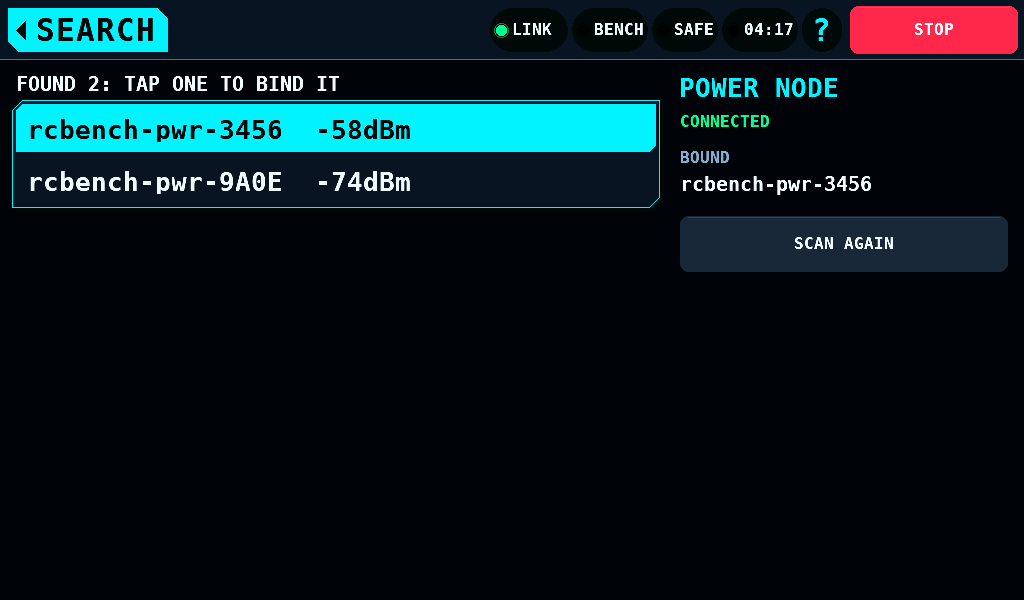 SEARCH
LINK
BENCH
SAFE
04:17
?
STOP
FOUND 2: TAP ONE TO BIND IT
rcbench-pwr-3456 -58dBm
rcbench-pwr-9A0E -74dBm
POWER NODE
CONNECTED
BOUND
rcbench-pwr-3456
SCAN AGAIN